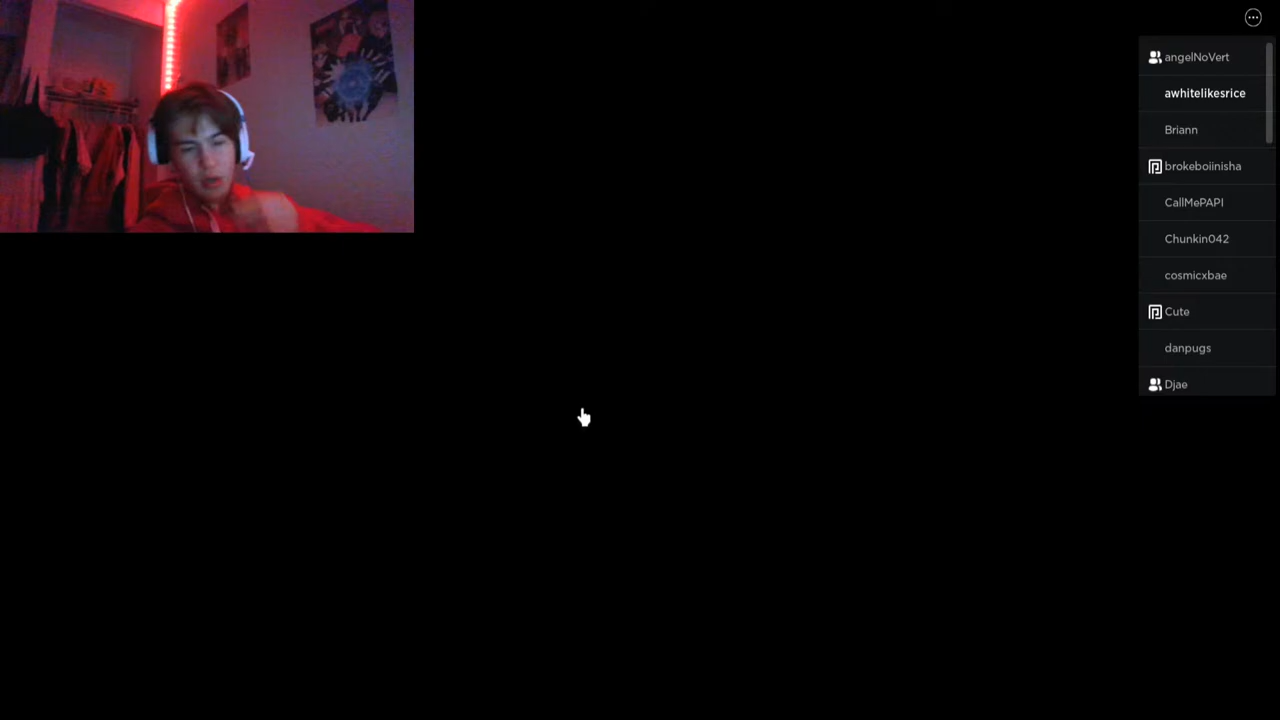 angelNoVert
awhitelikesrice
Briann
brokeboiinisha
CallMePAPI
Chunkin042
cosmicxbae
Cute
danpugs
Djae